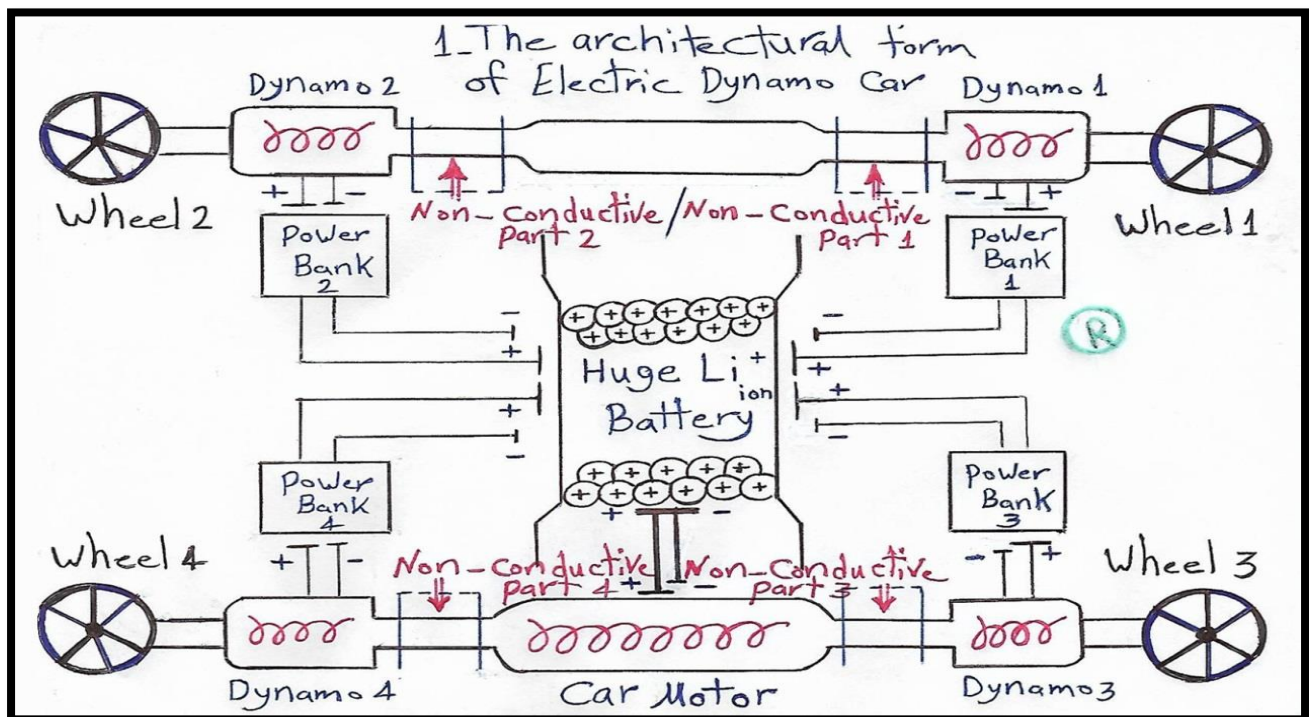 1_The architectural form
of Electric Dynamo Car
Dynamo 2
Dynamo 1
+ -
- +
Wheel 2
Non-Conductive/Non-Conductive
Part 2
Part 1
Wheel 1
Power
Bank
2
Power
Bank
1
R
-
+
+
-
-
+
+
-
+ + + + + + +
+ + + + + +
Huge Li+
ion
Battery
+ + + + +
+ + + + + +
+ -
Power
Bank
4
Power
Bank
3
Wheel 4
+ -
Non-Conductive
Part 4
+ -
Non-Conductive
Part 3
- +
Wheel 3
Dynamo 4
Car Motor
Dynamo 3